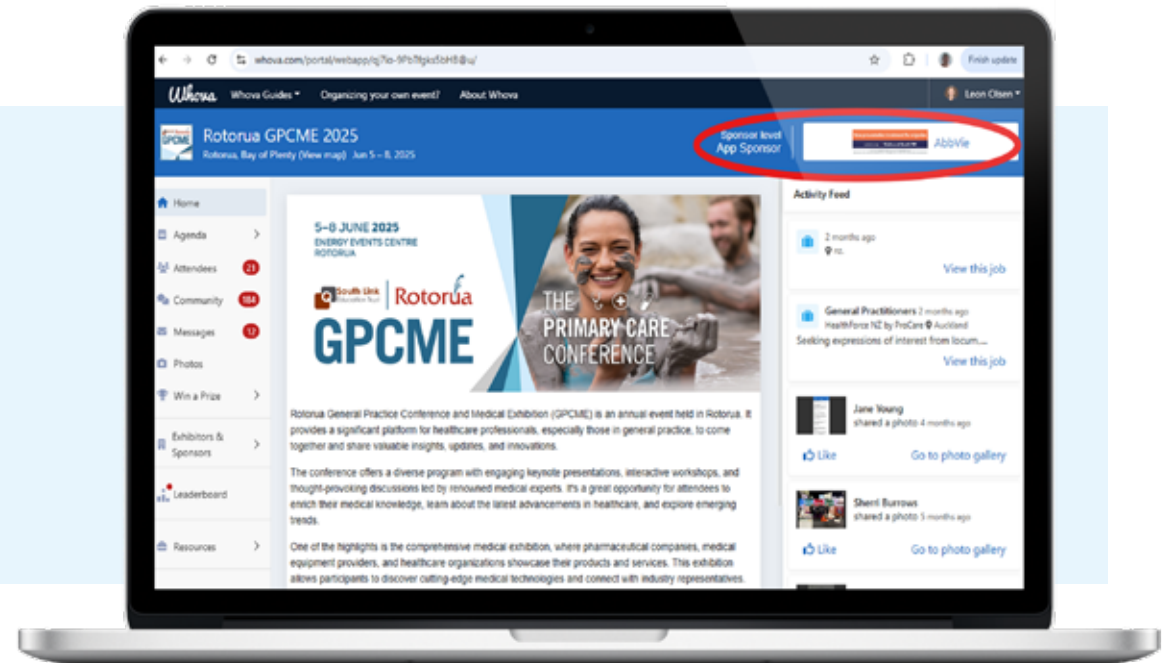 Finish update
Whova
Whova Guides
Organizing your own event?
About Whova
Leon Olsen
GPCME
Rotorua GPCME 2025
Rotorua, Bay of Plenty (View map) Jun 5 – 8, 2025
Sponsor level
App Sponsor
AbbVie
Home
Agenda
Attendees
21
Community
184
Messages
12
Photos
Win a Prize
Exhibitors &
Sponsors
Leaderboard
Resources
5–8 JUNE 2025
ENERGY EVENTS CENTRE
ROTORUA
South Link
Education Trust
Rotorua
GPCME
THE
PRIMARY CARE
CONFERENCE
Rotorua General Practice Conference and Medical Exhibition (GPCME) is an annual event held in Rotorua. It
provides a significant platform for healthcare professionals, especially those in general practice, to come
together and share valuable insights, updates, and innovations.
The conference offers a diverse program with engaging keynote presentations, interactive workshops, and
thought-provoking discussions led by renowned medical experts. It's a great opportunity for attendees to
enrich their medical knowledge, learn about the latest advancements in healthcare, and explore emerging
trends.
One of the highlights is the comprehensive medical exhibition, where pharmaceutical companies, medical
equipment providers, and healthcare organizations showcase their products and services. This exhibition
allows participants to discover cutting-edge medical technologies and connect with industry representatives.
Activity Feed
2 months ago
View this job
General Practitioners 2 months ago
HealthForce NZ by ProCare Auckland
Seeking expressions of interest from locum....
View this job
Jane Young
shared a photo 4 months ago
Like
Go to photo gallery
Sherri Burrows
shared a photo 5 months ago
Like
Go to photo gallery